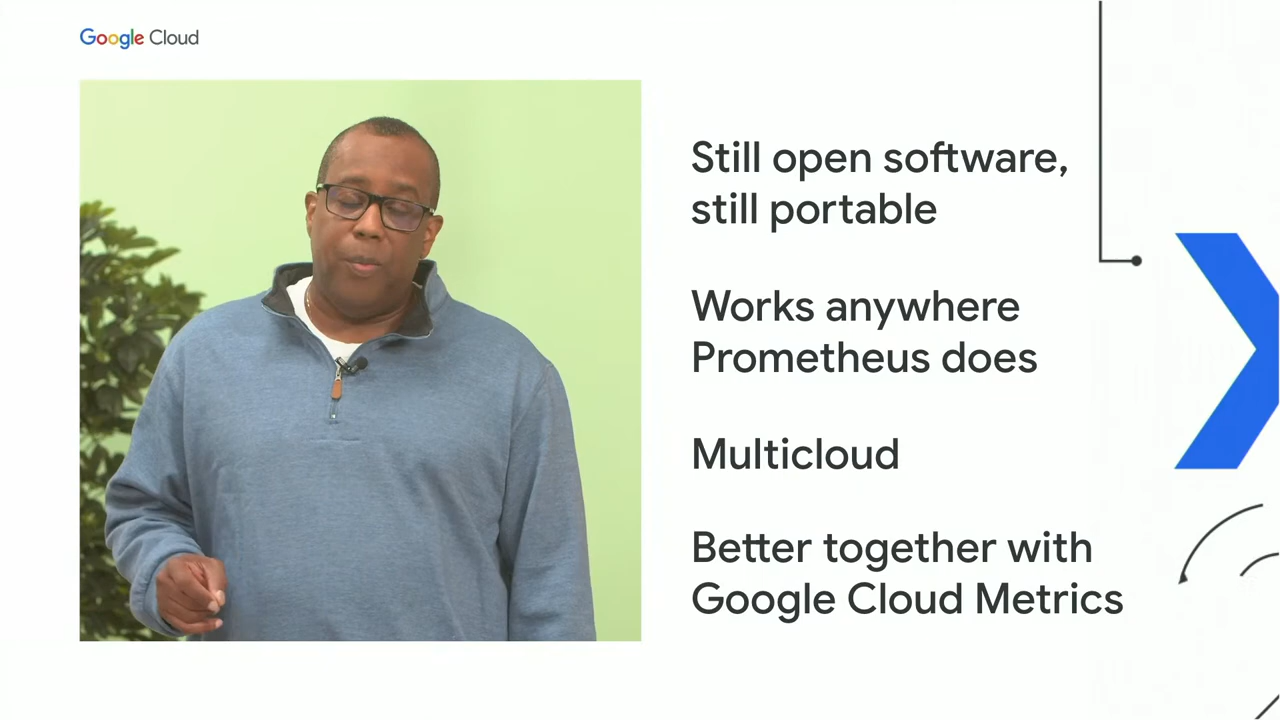 Google Cloud
Still open software,
still portable
Works anywhere
Prometheus does
Multicloud
Better together with
Google Cloud Metrics